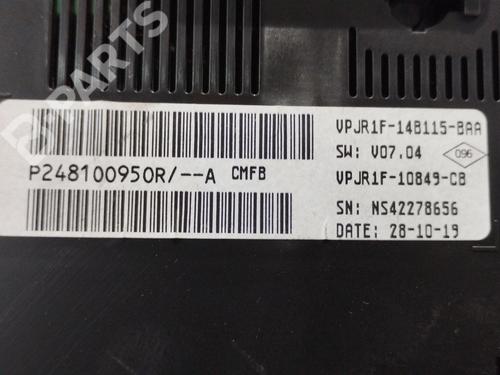 B-PARTS
VPJR1F-14B115-BAA
SW: V07.04
096
P248100950R/--A CMFB
VPJR1F-10849-CB
SN: NS42278656
DATE: 28-10-19